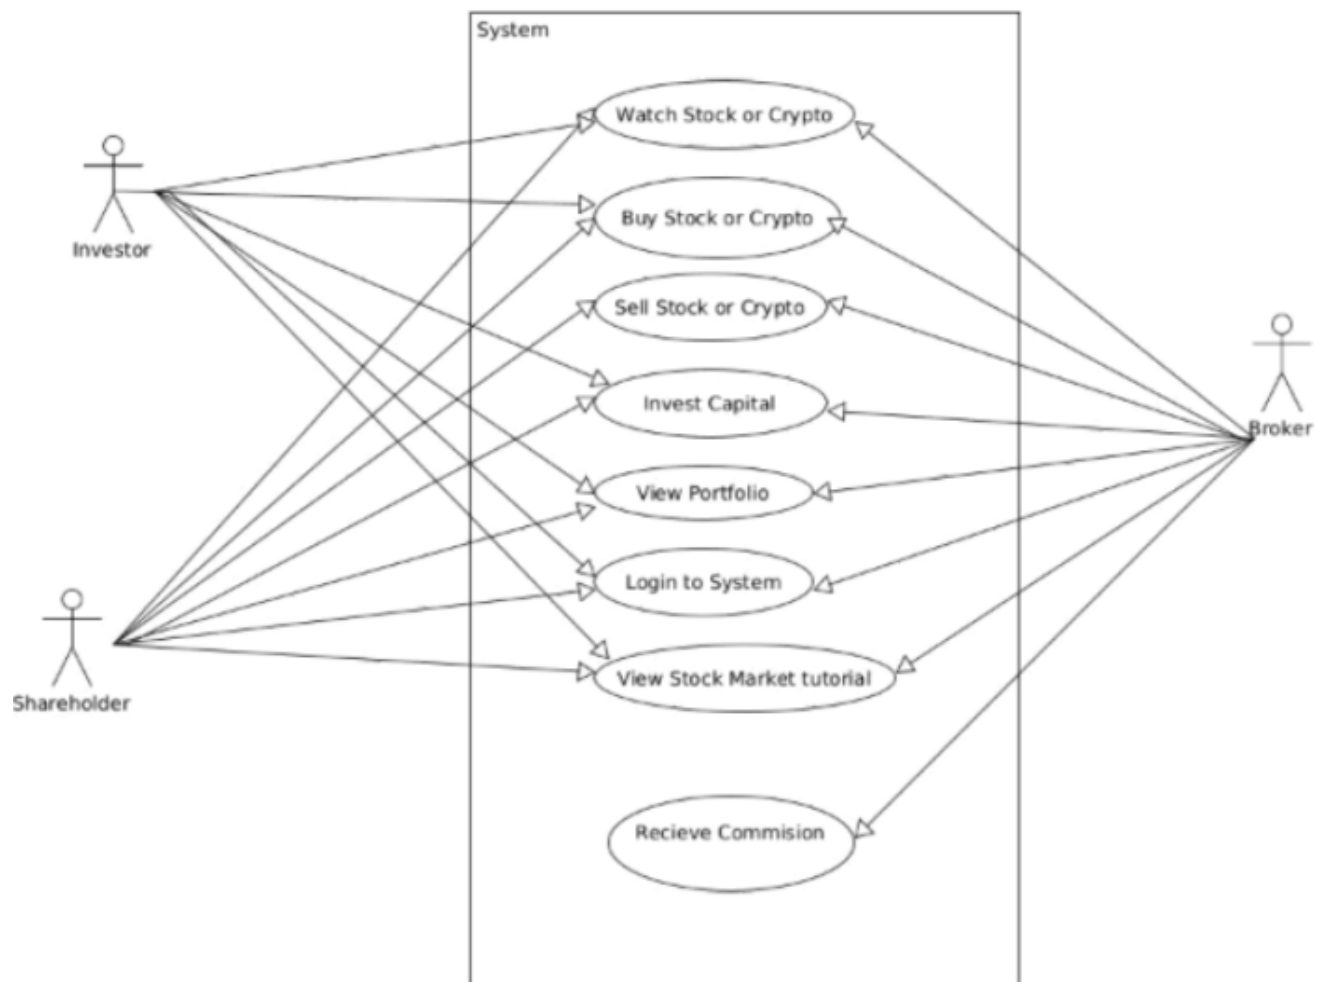 System
Watch Stock or Crypto
Buy Stock or Crypto
Investor
Sell Stock or Crypto
Invest Capital
Broker
View Portfolio
Login to System
View Stock Market tutorial
Shareholder
Recieve Commision